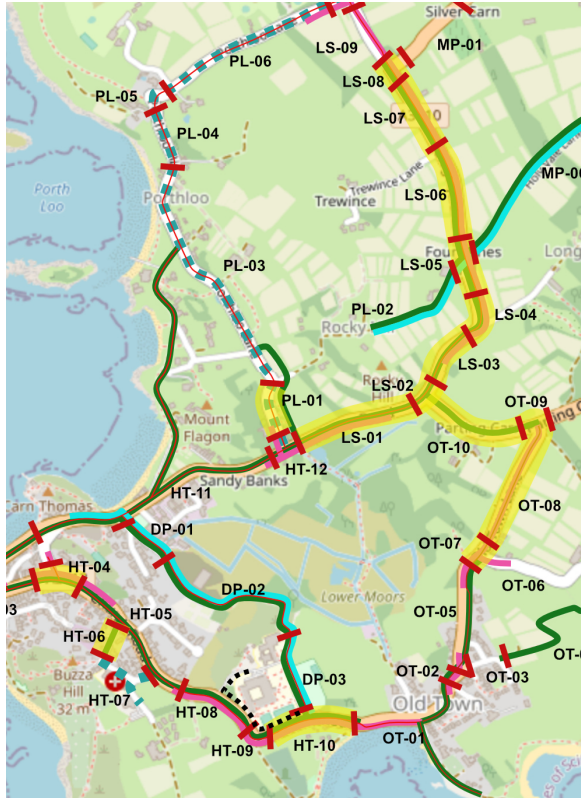 Silver Carn
LS-09
MP-01
PL-06
LS-08
PL-05
LS-07
PL-04
Trewince Lane
MP-0
Porth
Loo
Porthloo
Trewince
LS-06
PL-03
LS-05
Long
PL-02
LS-04
Rocky
LS-03
LS-02
PL-01
OT-09
Mount
Flagon
LS-01
OT-10
HT-12
HT-11
Sandy Banks
OT-08
arn Thomas
DP-01
OT-07
HT-04
DP-02
Lower Moors
OT-06
OT-05
03
HT-05
HT-06
OT-02
OT-03
Buzza
Hill
32 m
HT-07
DP-03
HT-08
Old Town
HT-09
HT-10
OT-01